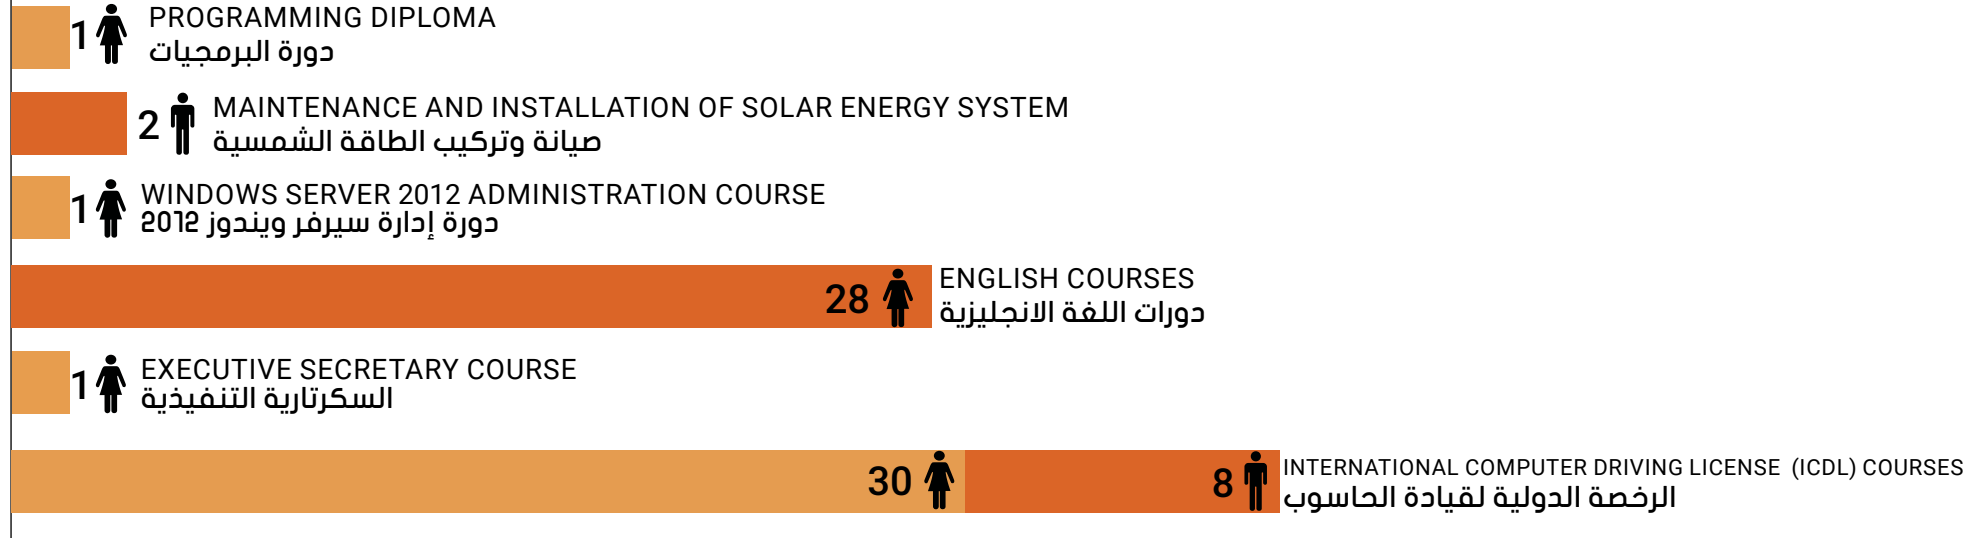 1
PROGRAMMING DIPLOMA
دورة البرمجيات
2
MAINTENANCE AND INSTALLATION OF SOLAR ENERGY SYSTEM
صيانة وتركيب الطاقة الشمسية
1
WINDOWS SERVER 2012 ADMINISTRATION COURSE
دورة إدارة سيرفر ويندوز 2012
28
ENGLISH COURSES
دورات اللغة الانجليزية
1
EXECUTIVE SECRETARY COURSE
السكرتارية التنفيذية
30
8
INTERNATIONAL COMPUTER DRIVING LICENSE (ICDL) COURSES
الرخصة الدولية لقيادة الحاسوب